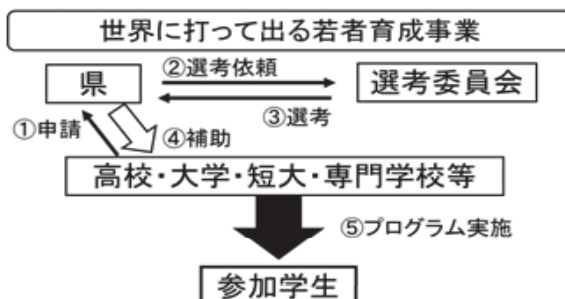 世界に打って出る若者育成事業
②選考依頼
県
選考委員会
③選考
①申請
④補助
高校・大学・短大・専門学校等
⑤プログラム実施
参加学生